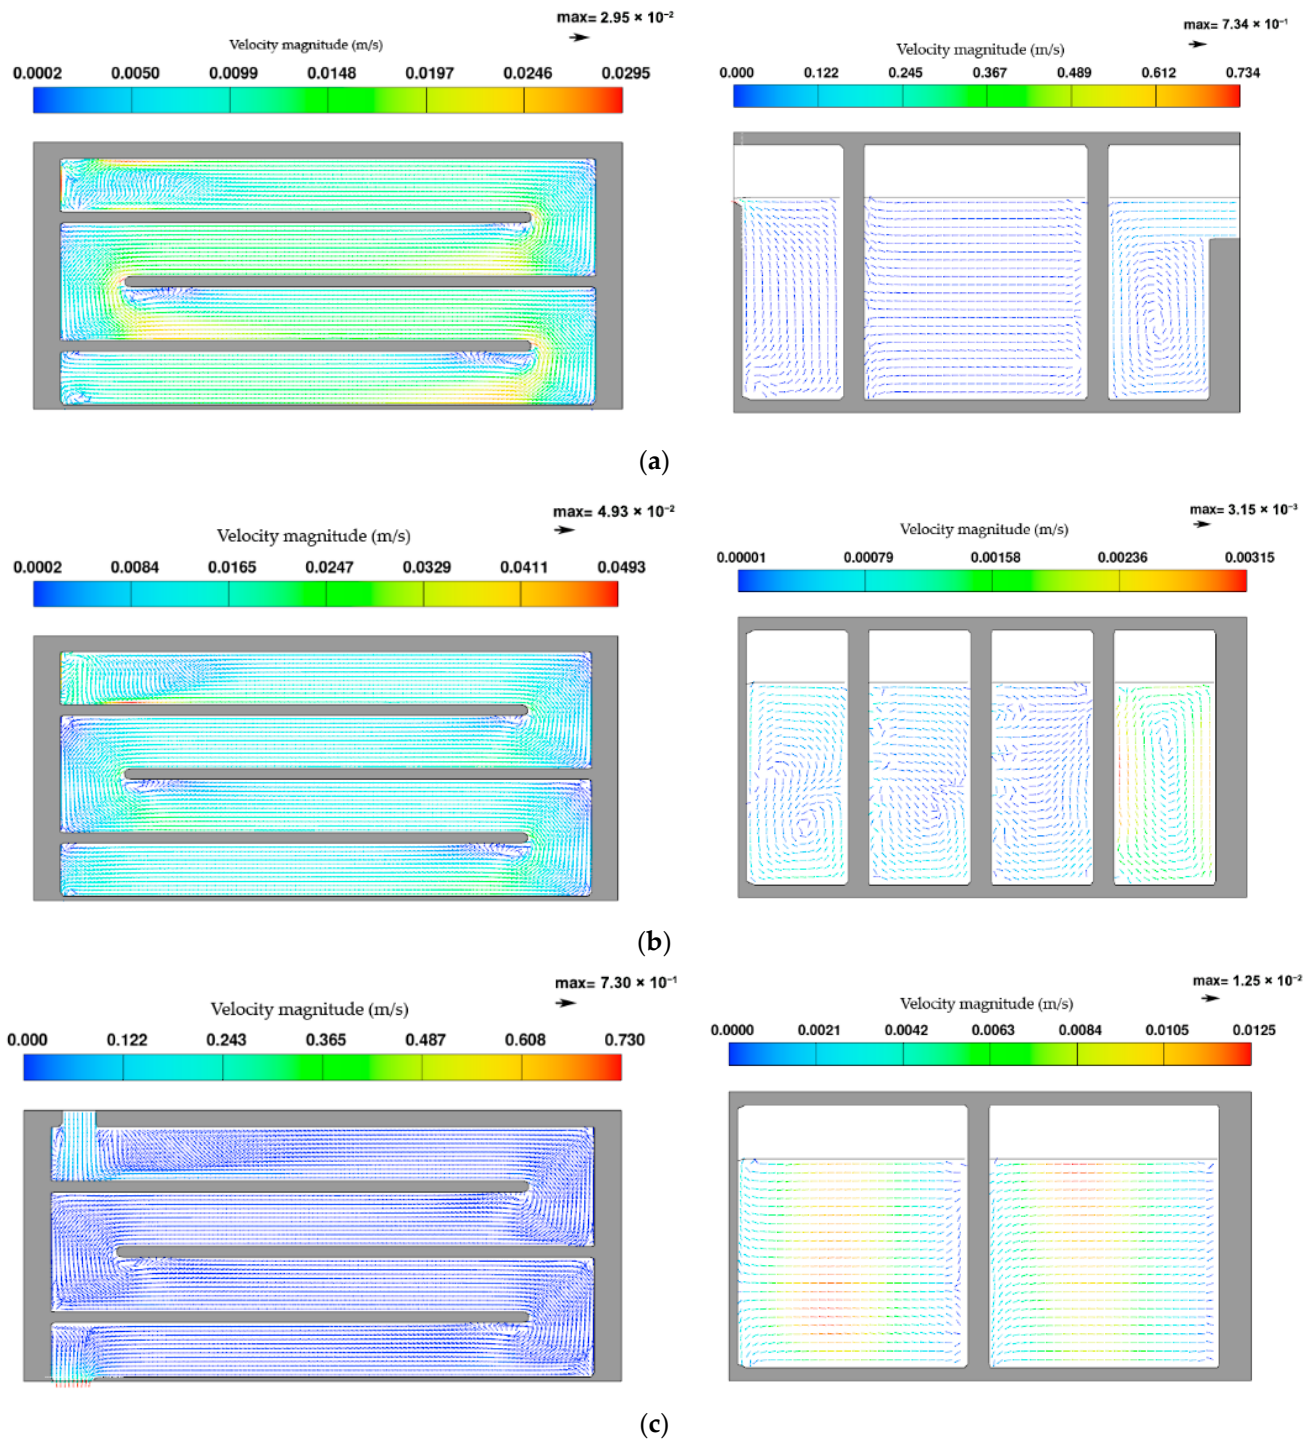 max= 2.95 × 10⁻²
Velocity magnitude (m/s)
0.0002 0.0050 0.0099 0.0148 0.0197 0.0246 0.0295
max= 7.34 × 10⁻¹
Velocity magnitude (m/s)
0.000 0.122 0.245 0.367 0.489 0.612 0.734
(a)
max= 4.93 × 10⁻²
Velocity magnitude (m/s)
0.0002 0.0084 0.0165 0.0247 0.0329 0.0411 0.0493
max= 3.15 × 10⁻³
Velocity magnitude (m/s)
0.00001 0.00079 0.00158 0.00236 0.00315
(b)
max= 7.30 × 10⁻¹
Velocity magnitude (m/s)
0.000 0.122 0.243 0.365 0.487 0.608 0.730
max= 1.25 × 10⁻²
Velocity magnitude (m/s)
0.0000 0.0021 0.0042 0.0063 0.0084 0.0105 0.0125
(c)